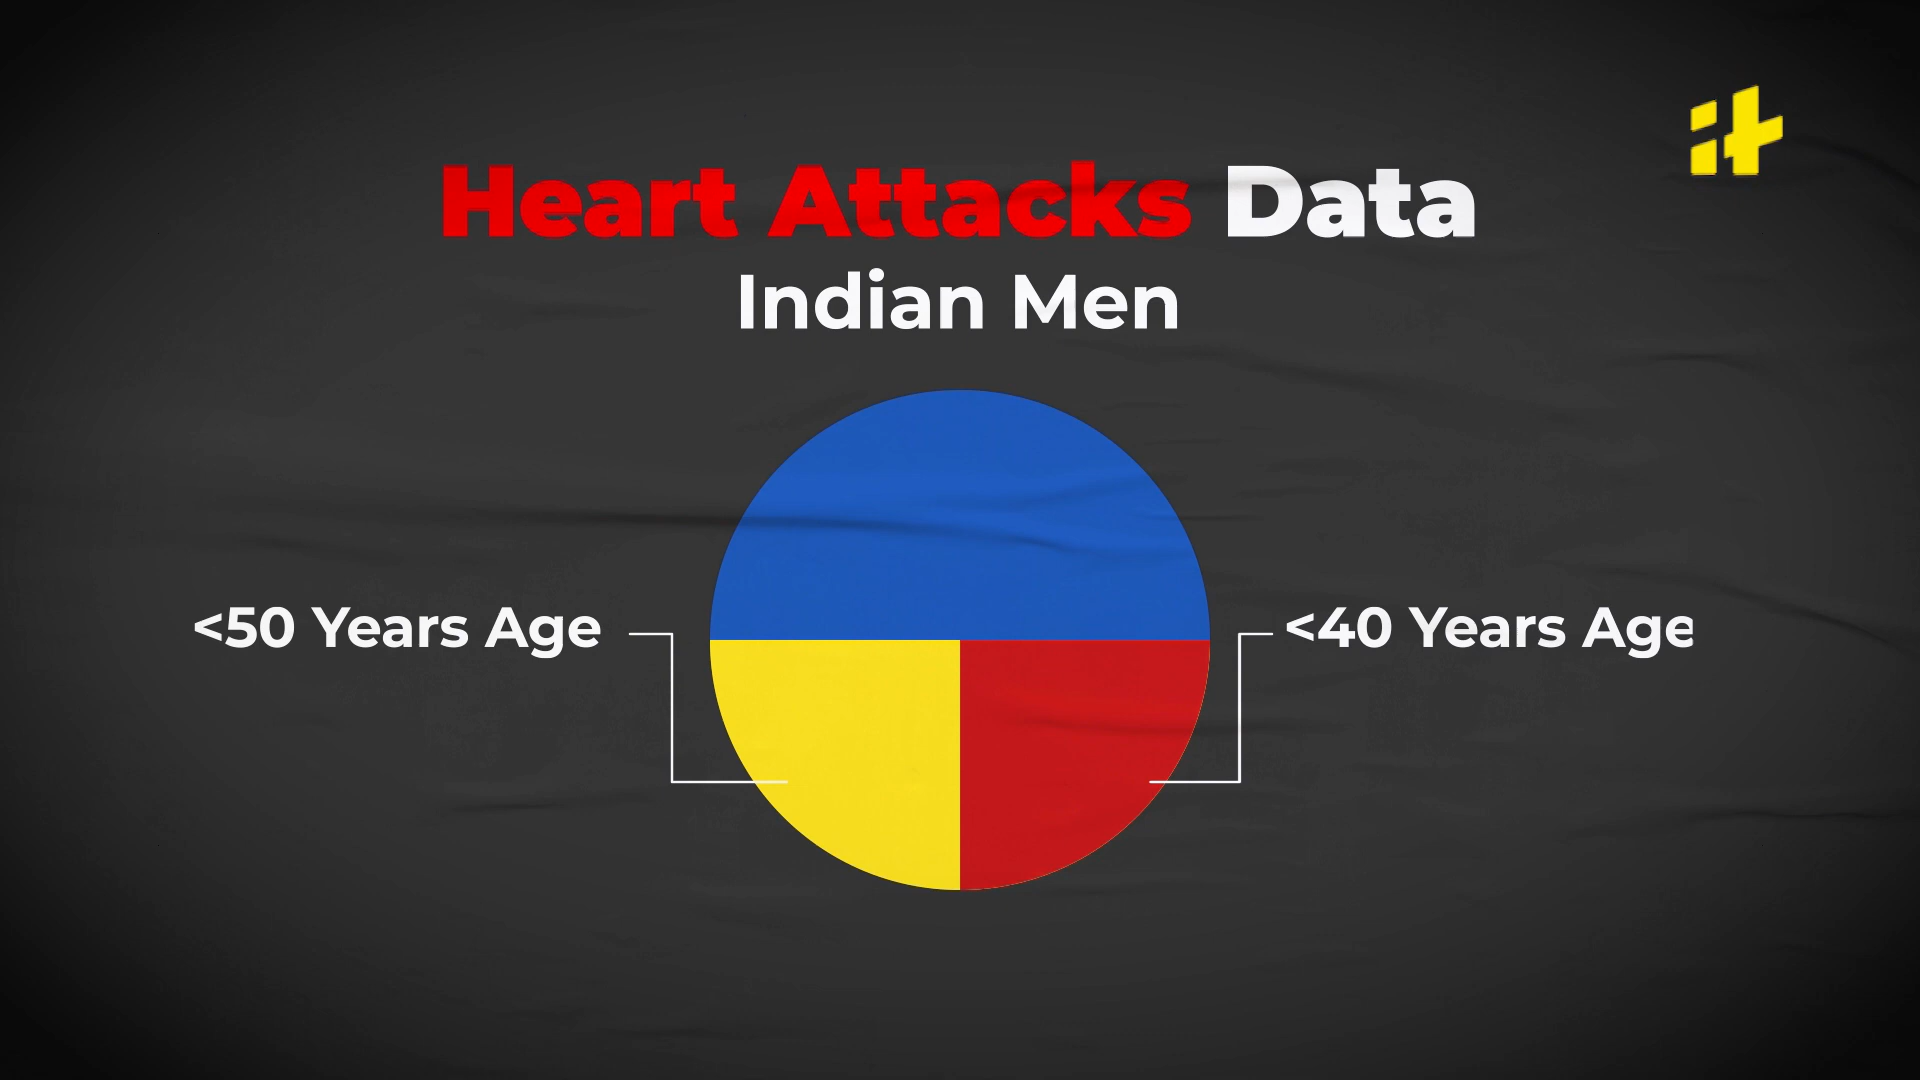 Heart Attacks Data
Indian Men
<50 Years Age
<40 Years Age